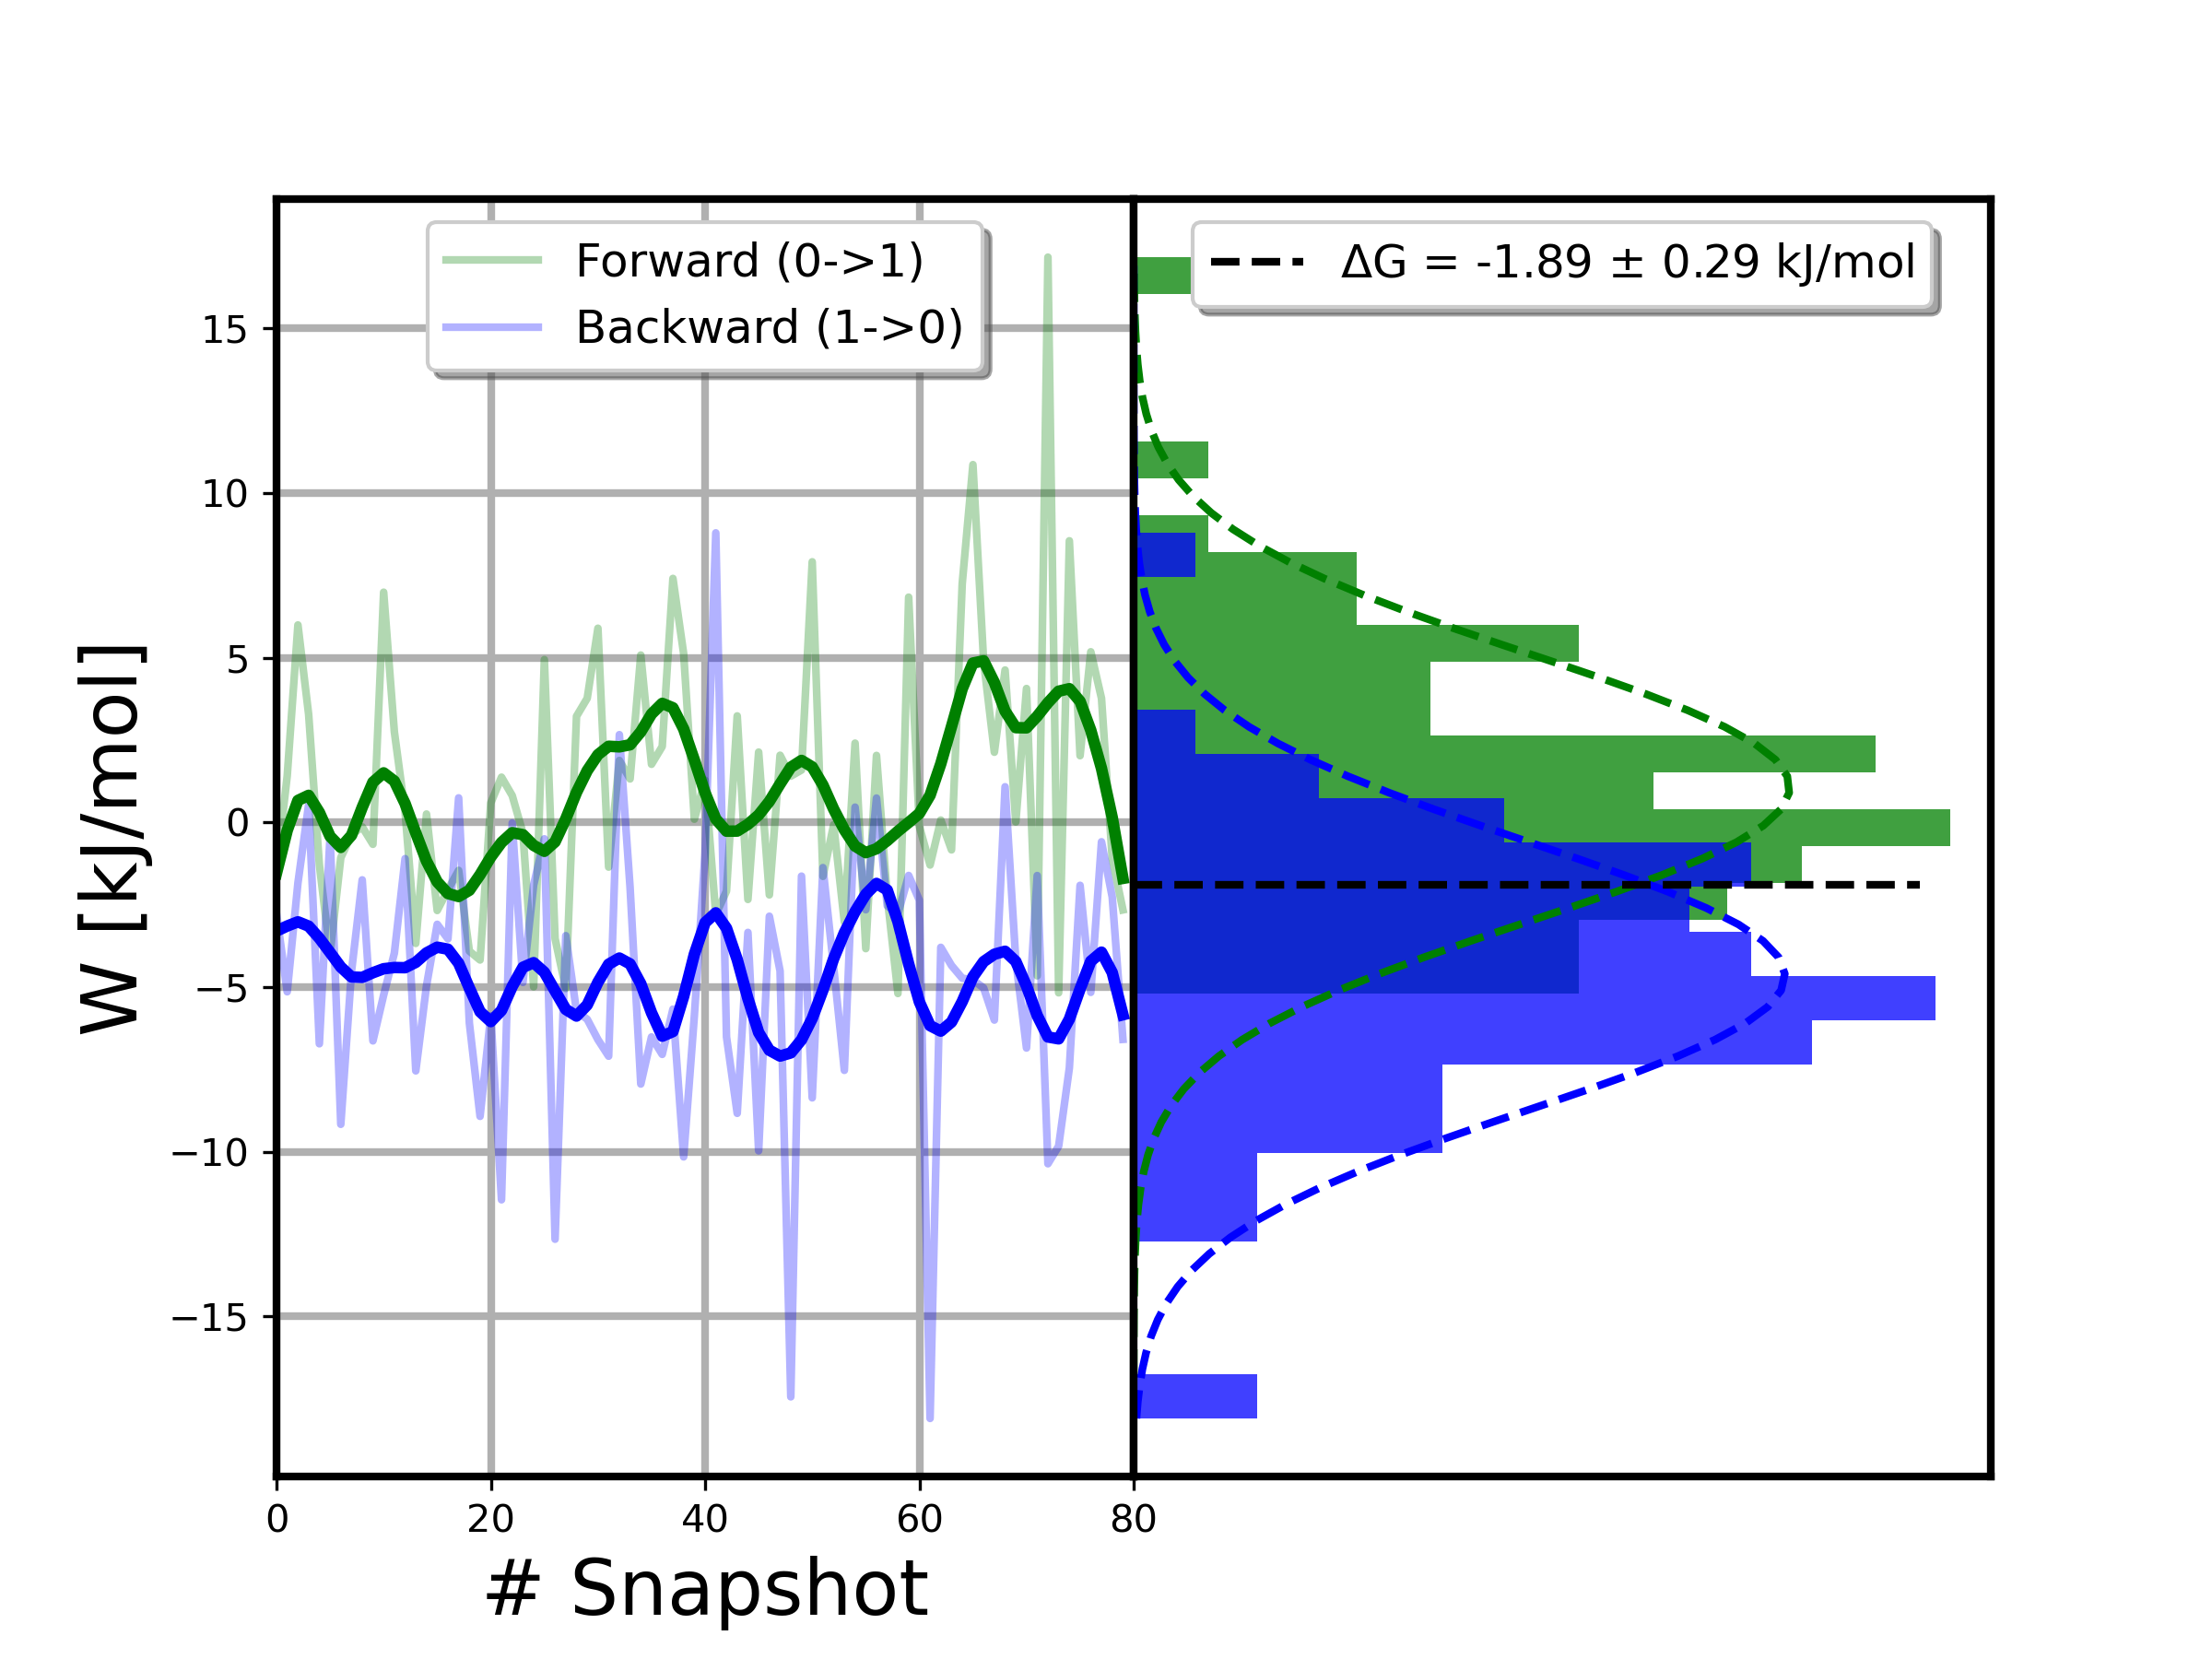 Forward (0->1)
Backward (1->0)
ΔG = -1.89 ± 0.29 kJ/mol
15
10
5
0
−5
−10
−15
W [kJ/mol]
0
20
40
60
80
# Snapshot